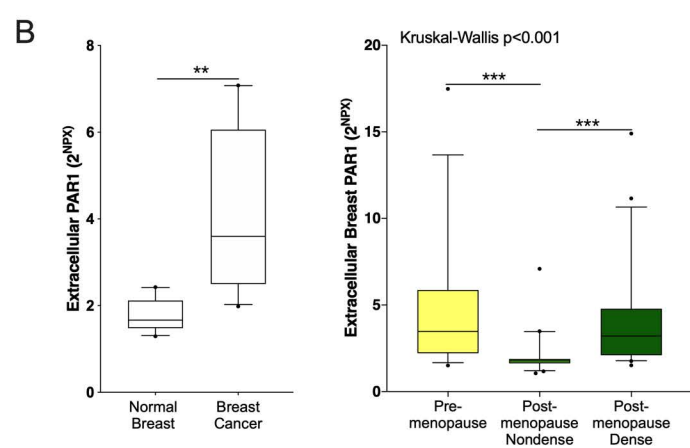 B
Extracellular PAR1 (2^NPX)
8
6
4
2
0
**
Normal
Breast
Breast
Cancer
Extracellular Breast PAR1 (2^NPX)
20
15
10
5
0
Kruskal-Wallis p<0.001
***
***
Pre-
menopause
Post-
menopause
Nondense
Post-
menopause
Dense